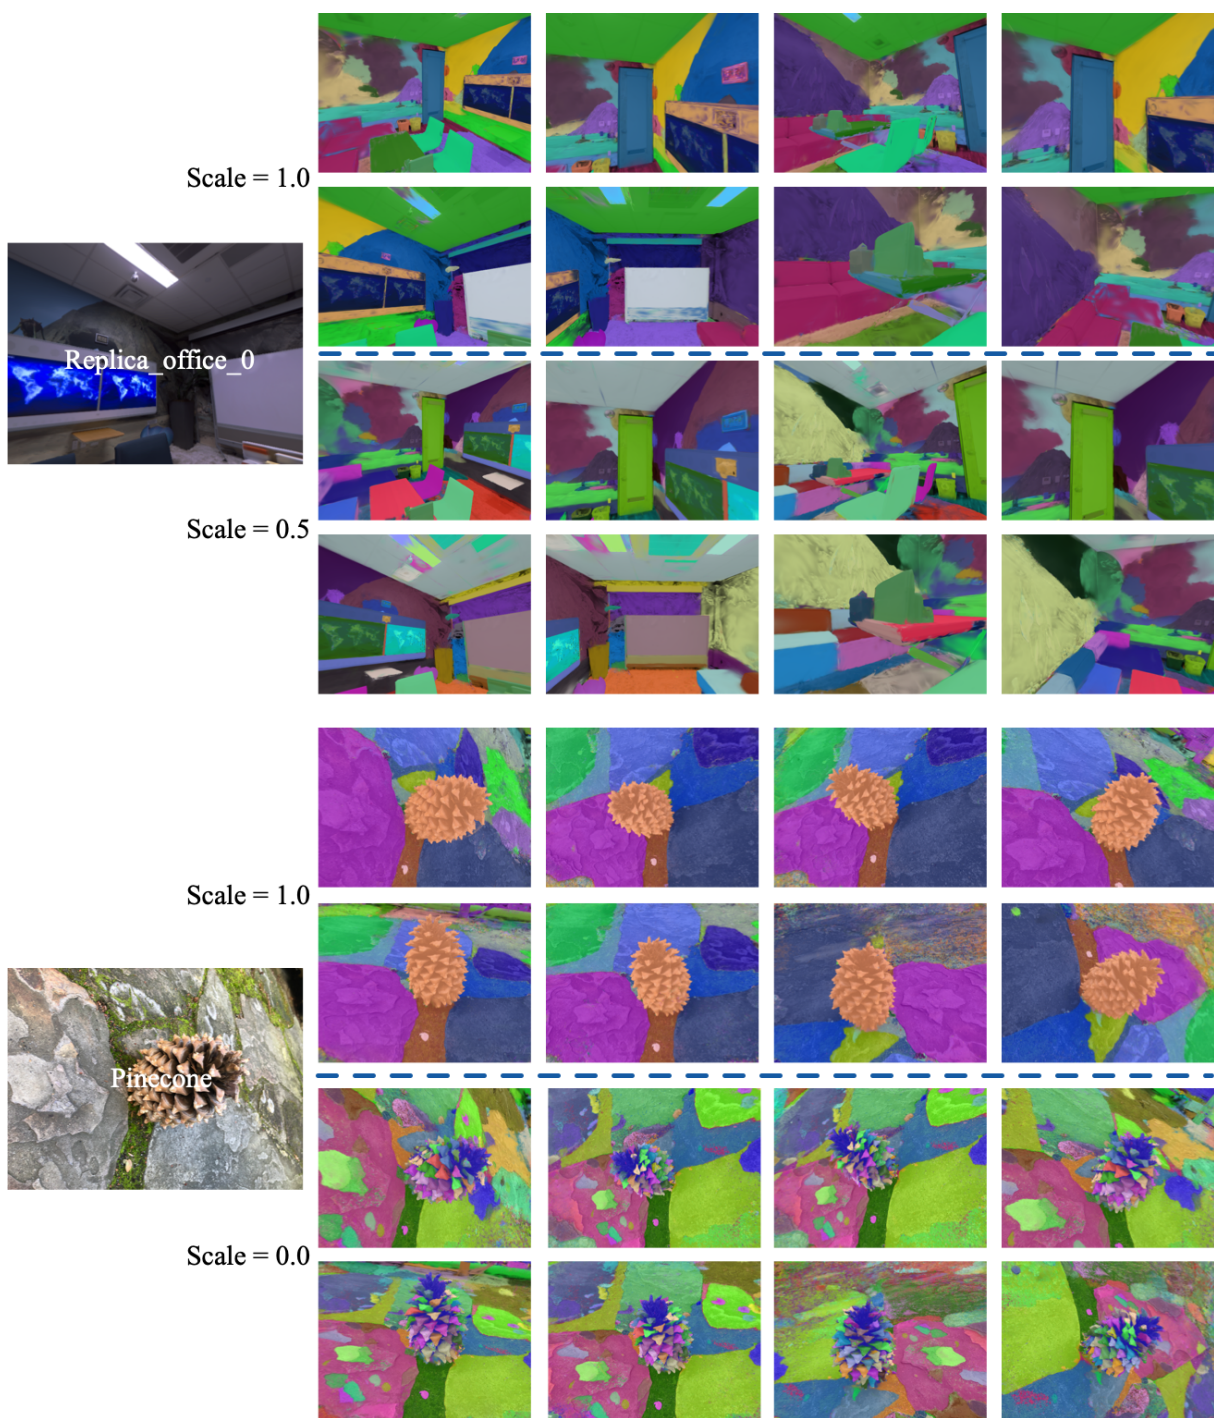 Scale = 1.0
Replica_office_0
Scale = 0.5
Scale = 1.0
Pinecone
Scale = 0.0